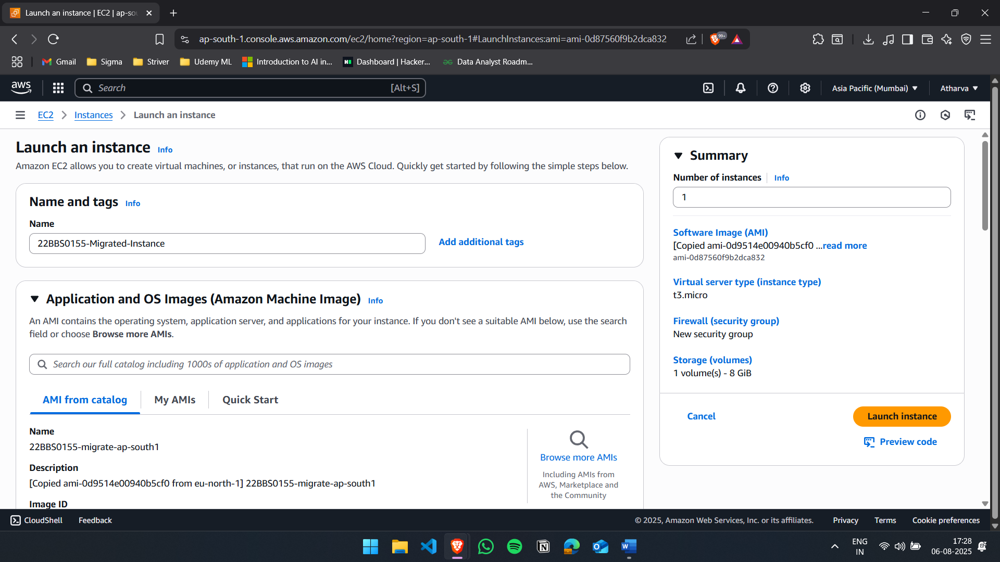 Launch an instance | EC2 | ap-so
ap-south-1.console.aws.amazon.com/ec2/home?region=ap-south-1#LaunchInstances:ami=ami-0d87560f9b2dca832
99+
Gmail
Sigma
Striver
Udemy ML
Introduction to AI in...
Dashboard | Hacker...
Data Analyst Roadm...
aws
Search
[Alt+S]
Asia Pacific (Mumbai)
Atharva
EC2
Instances
Launch an instance
Launch an instance Info
Amazon EC2 allows you to create virtual machines, or instances, that run on the AWS Cloud. Quickly get started by following the simple steps below.
Name and tags Info
Name
22BBS0155-Migrated-Instance
Add additional tags
Application and OS Images (Amazon Machine Image) Info
An AMI contains the operating system, application server, and applications for your instance. If you don't see a suitable AMI below, use the search
field or choose Browse more AMIs.
Search our full catalog including 1000s of application and OS images
AMI from catalog
My AMIs
Quick Start
Name
22BBS0155-migrate-ap-south1
Description
[Copied ami-0d9514e00940b5cf0 from eu-north-1] 22BBS0155-migrate-ap-south1
Image ID
Browse more AMIs
Including AMIs from
AWS, Marketplace and
the Community
Summary
Number of instances Info
1
Software Image (AMI)
[Copied ami-0d9514e00940b5cf0 ...read more
ami-0d87560f9b2dca832
Virtual server type (instance type)
t3.micro
Firewall (security group)
New security group
Storage (volumes)
1 volume(s) - 8 GiB
Cancel
Launch instance
Preview code
CloudShell
Feedback
© 2025, Amazon Web Services, Inc. or its affiliates.
Privacy
Terms
Cookie preferences
ENG
IN
17:28
06-08-2025